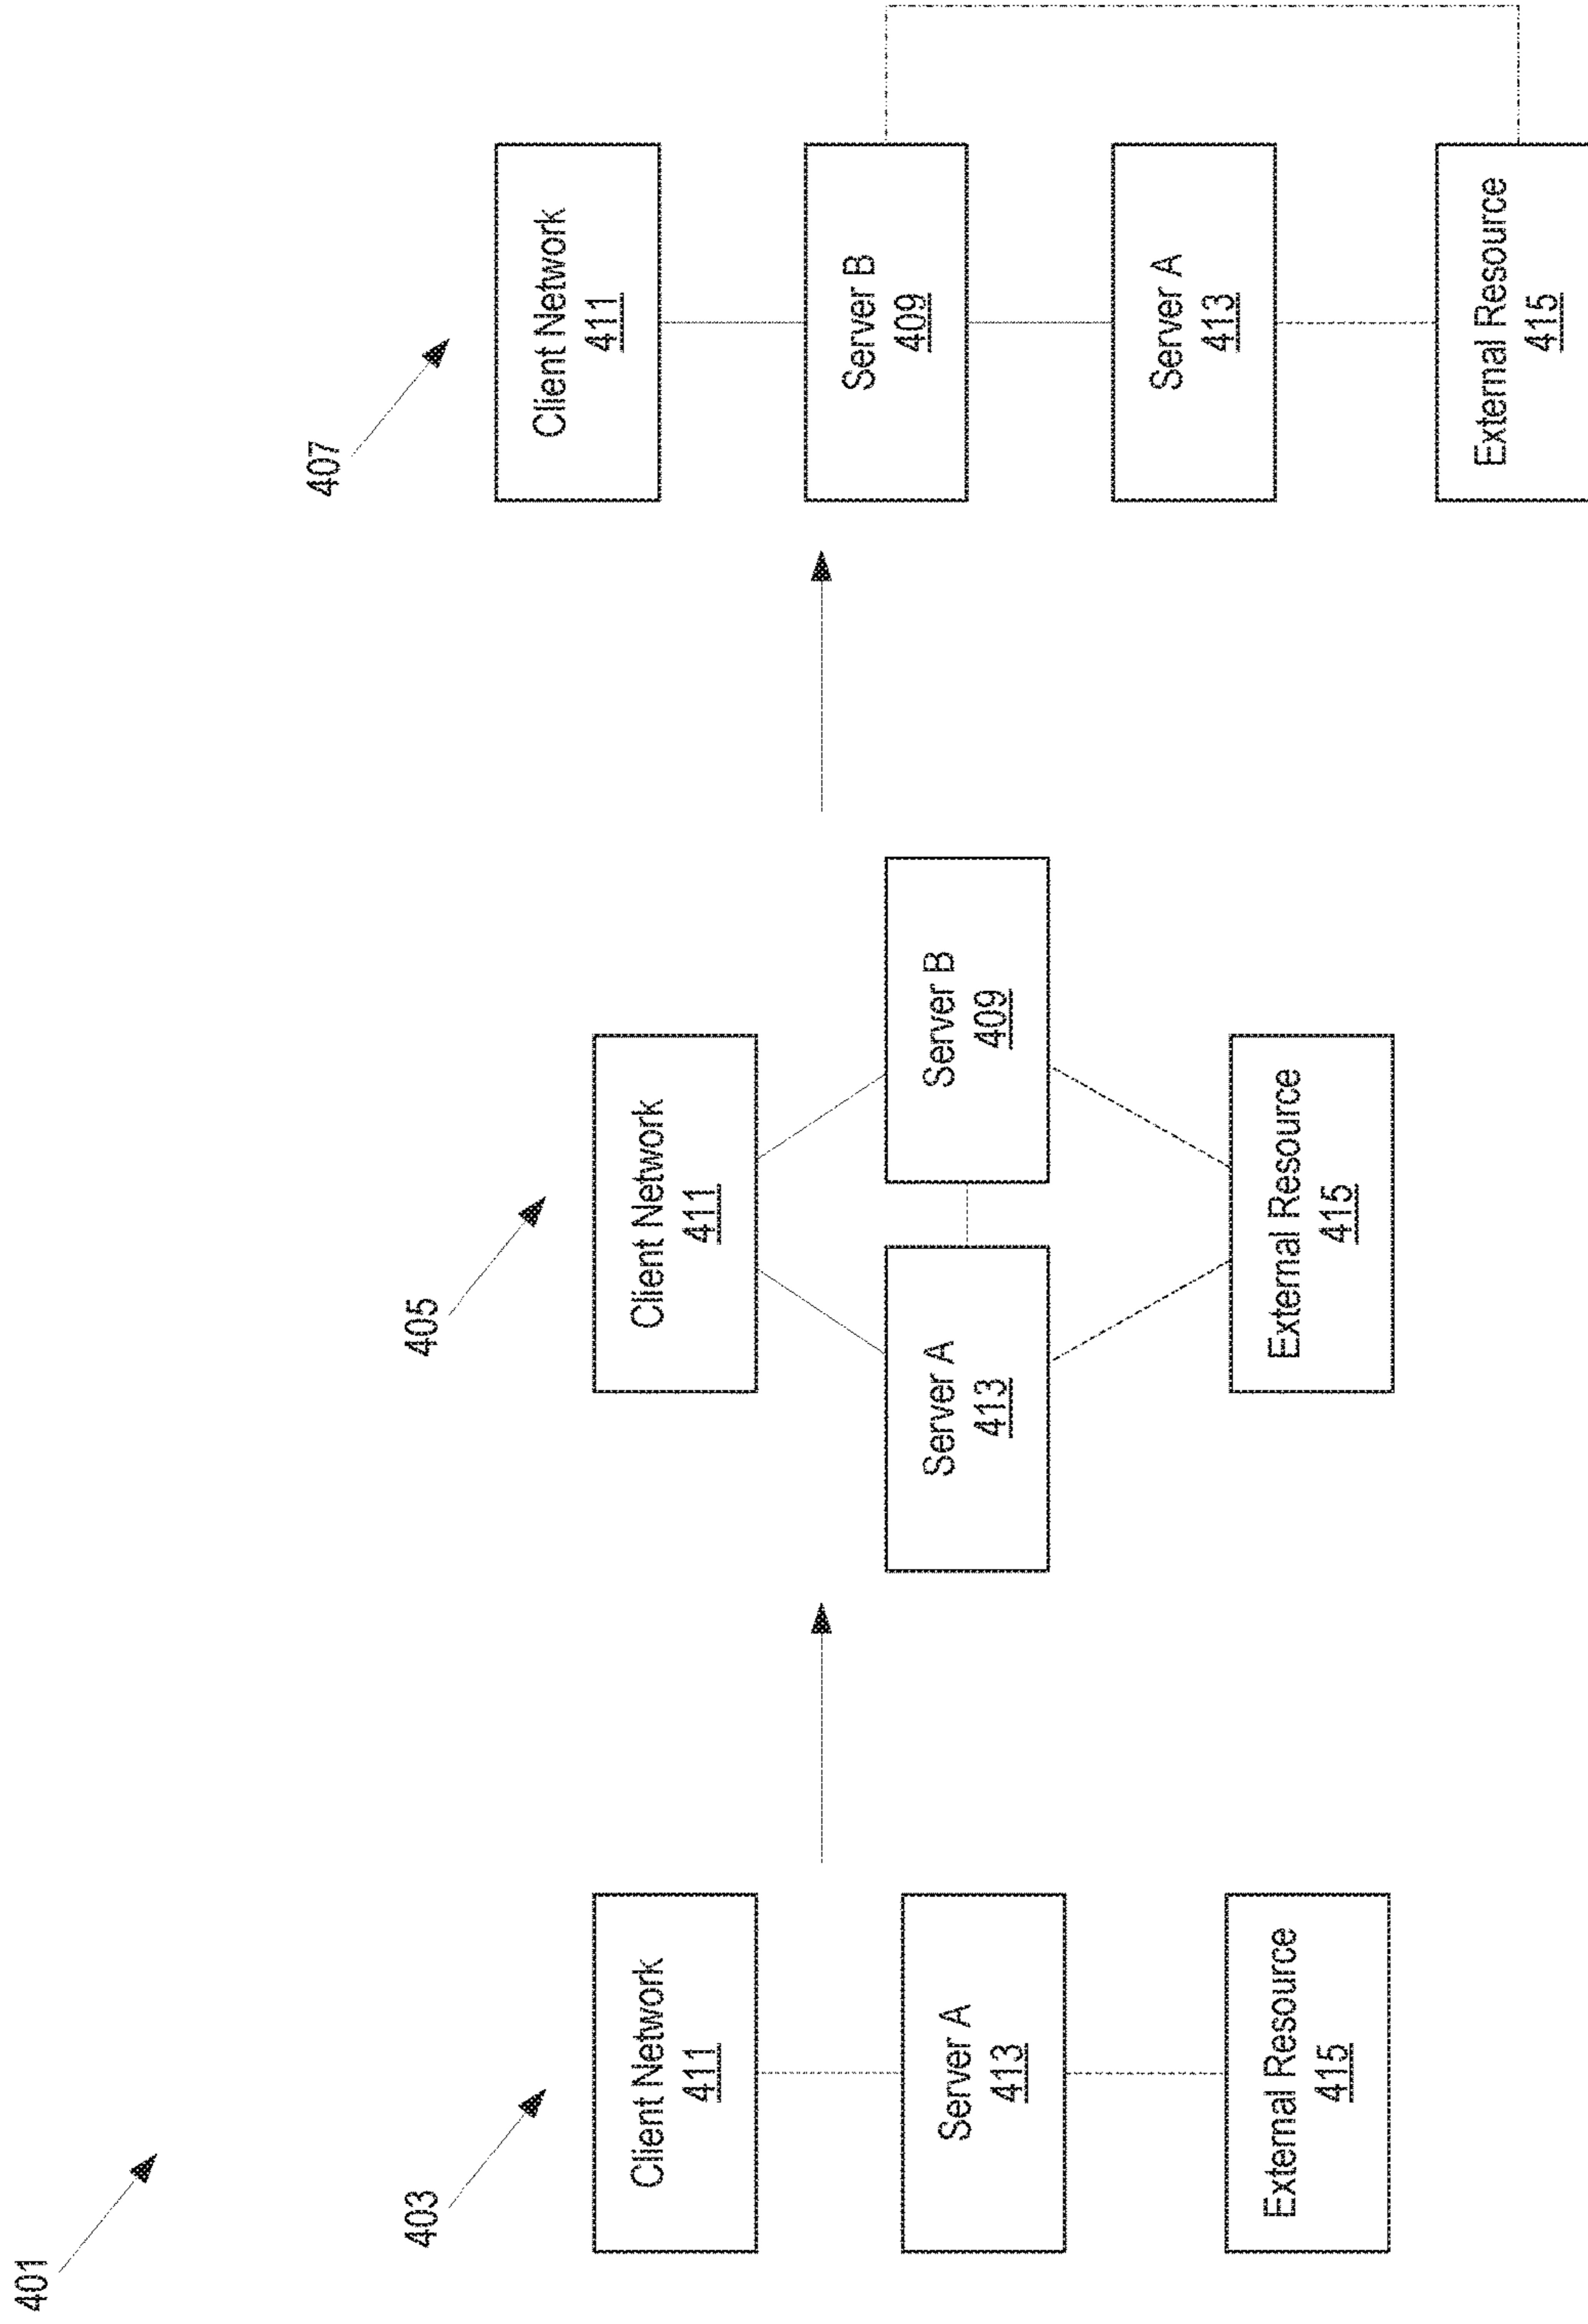 401
403
Client Network
411
Server A
413
External Resource
415
405
Client Network
411
Server A
413
Server B
409
External Resource
415
407
Client Network
411
Server B
409
Server A
413
External Resource
415